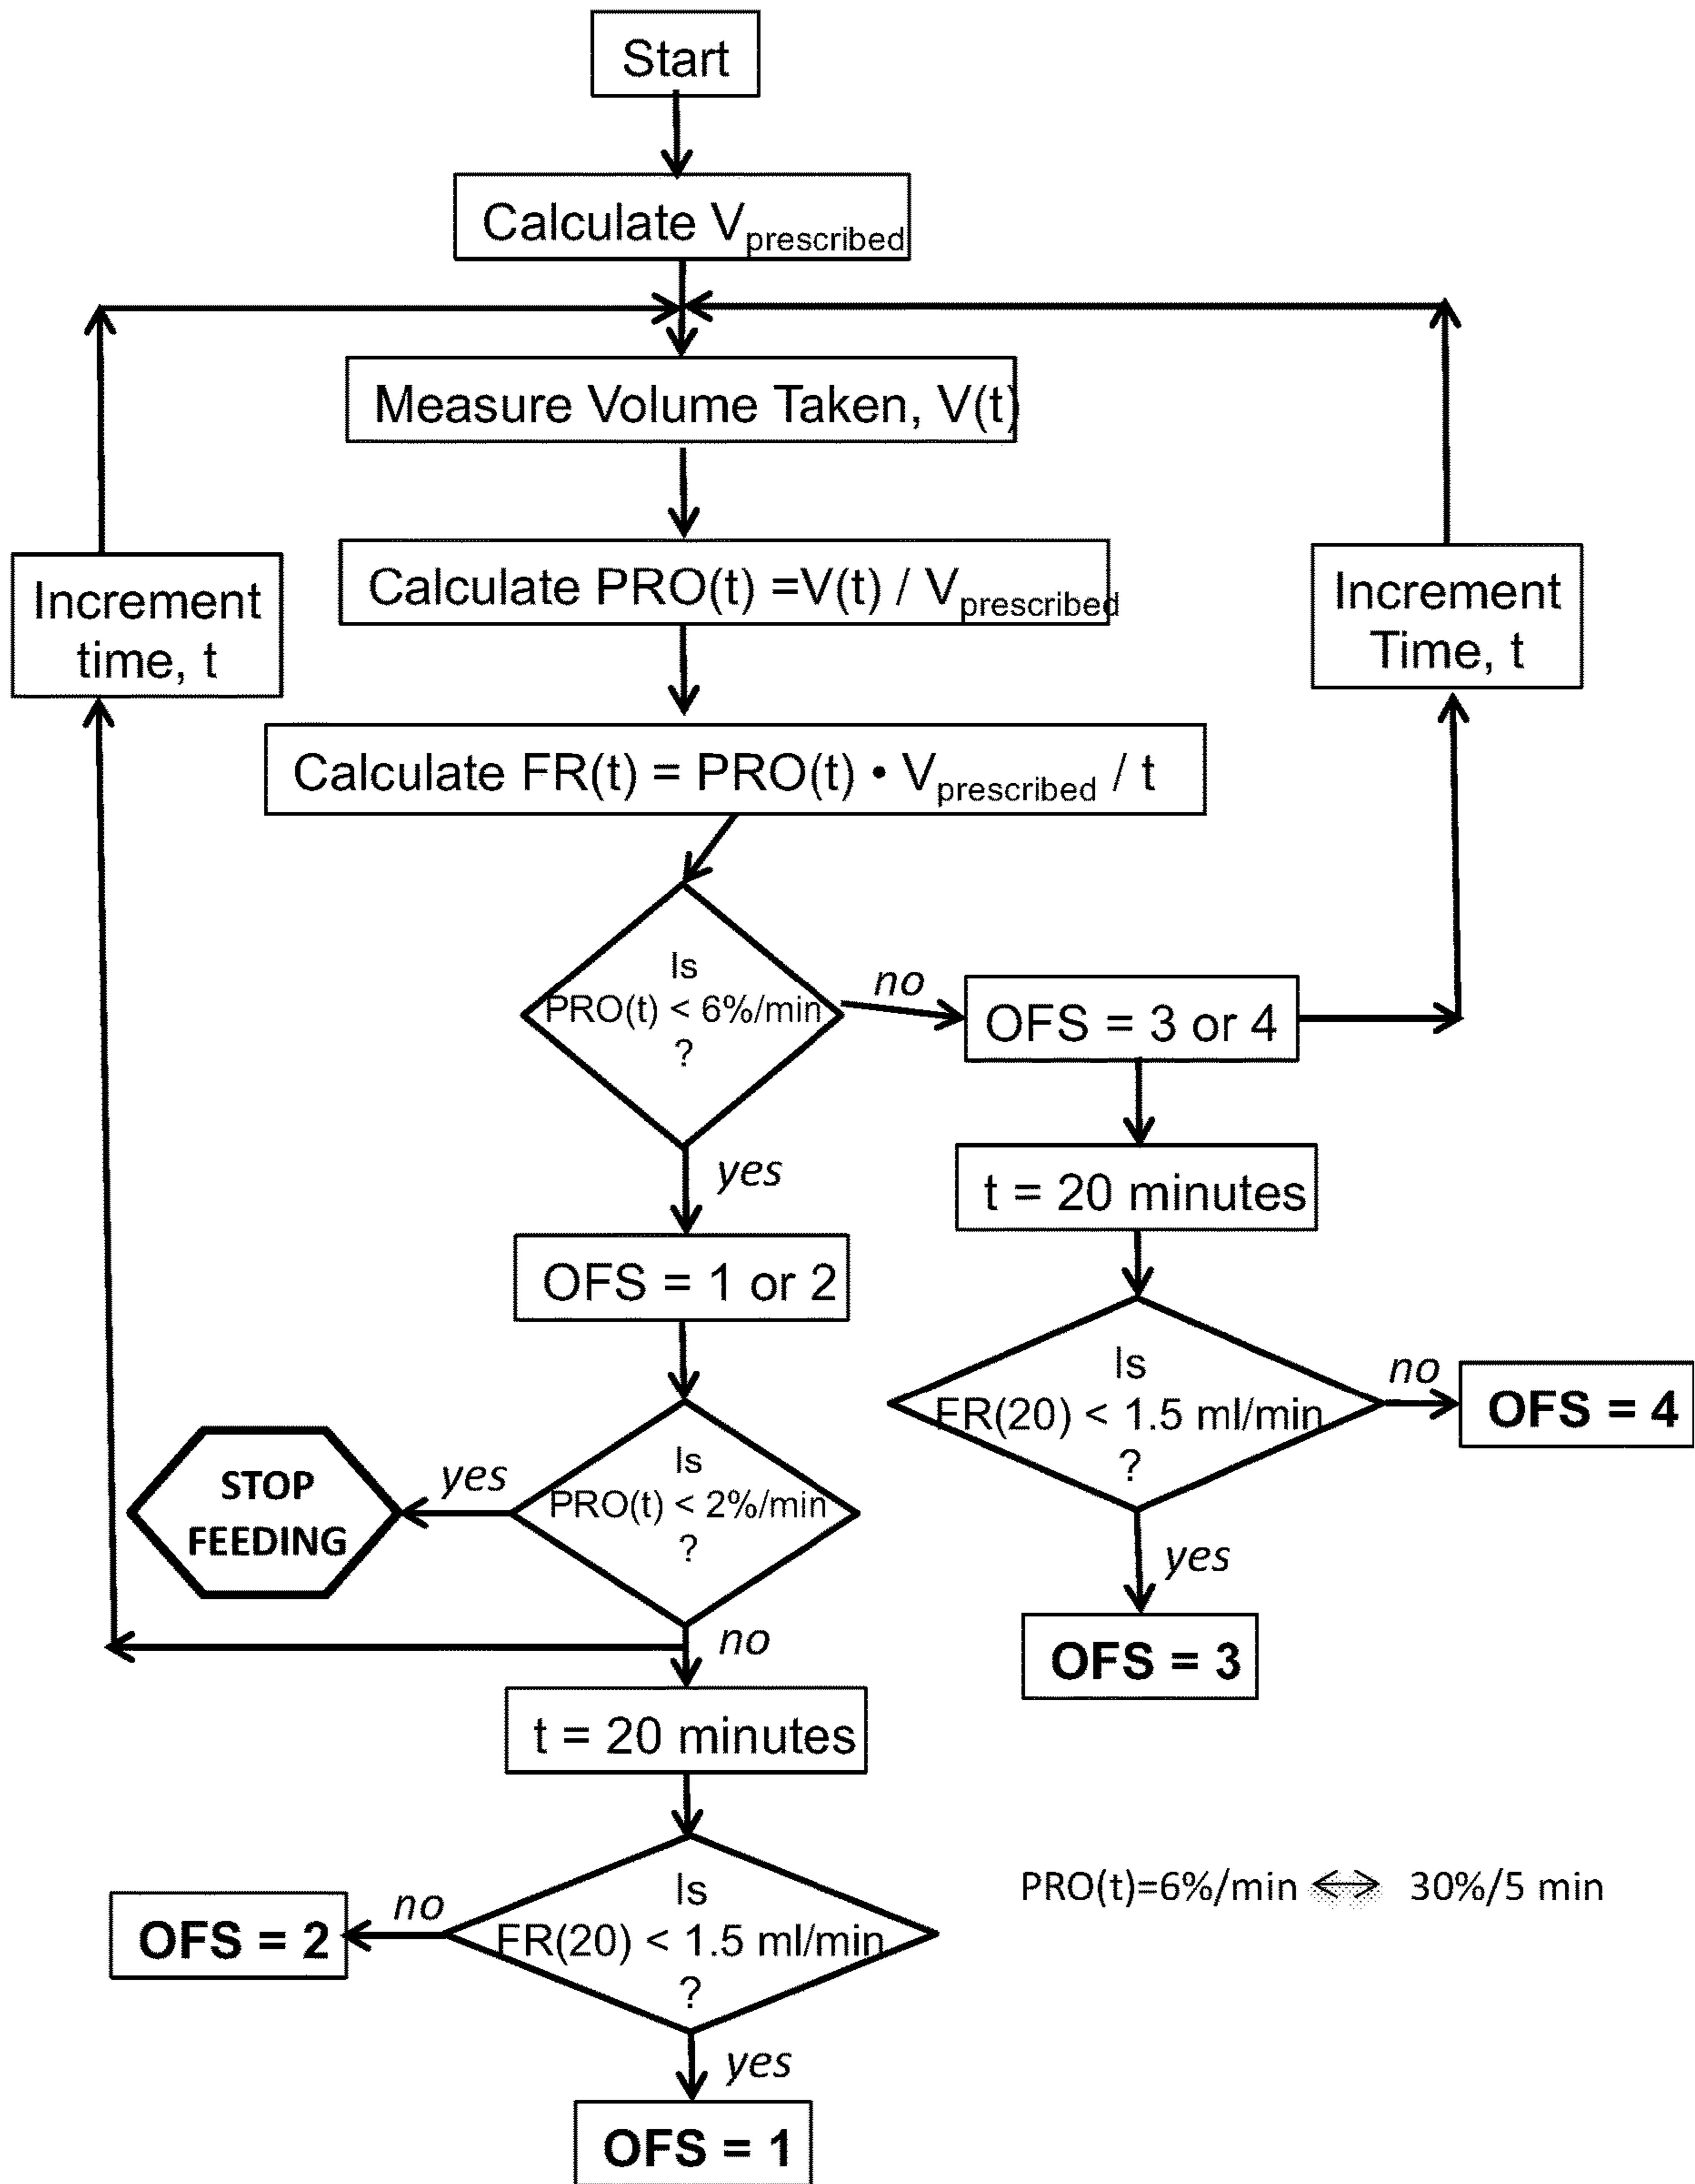 Start
Calculate Vprescribed
Measure Volume Taken, V(t)
Calculate PRO(t) =V(t) / Vprescribed
Increment
time, t
Increment
Time, t
Calculate FR(t) = PRO(t) • Vprescribed / t
Is
PRO(t) < 6%/min
?
no
OFS = 3 or 4
yes
t = 20 minutes
OFS = 1 or 2
Is
FR(20) < 1.5 ml/min
?
no
OFS = 4
Is
PRO(t) < 2%/min
?
yes
STOP
FEEDING
yes
no
OFS = 3
t = 20 minutes
Is
FR(20) < 1.5 ml/min
?
PRO(t)=6%/min ⟷ 30%/5 min
no
OFS = 2
yes
OFS = 1